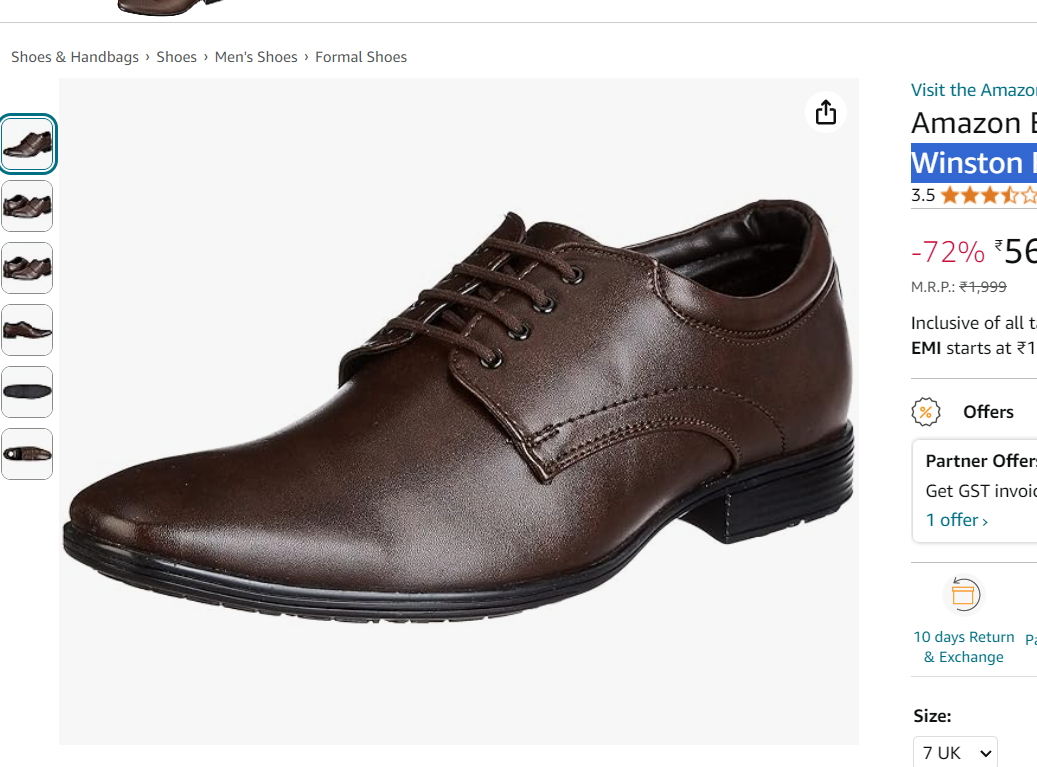 Shoes & Handbags › Shoes › Men's Shoes › Formal Shoes
Visit the Amazo
Amazon
Winston
3.5
-72% ₹56
M.R.P.: ₹1,999
Inclusive of all
EMI starts at ₹1
% Offers
Partner Offers
Get GST invoic
1 offer ›
10 days Return
& Exchange
Size:
7 UK